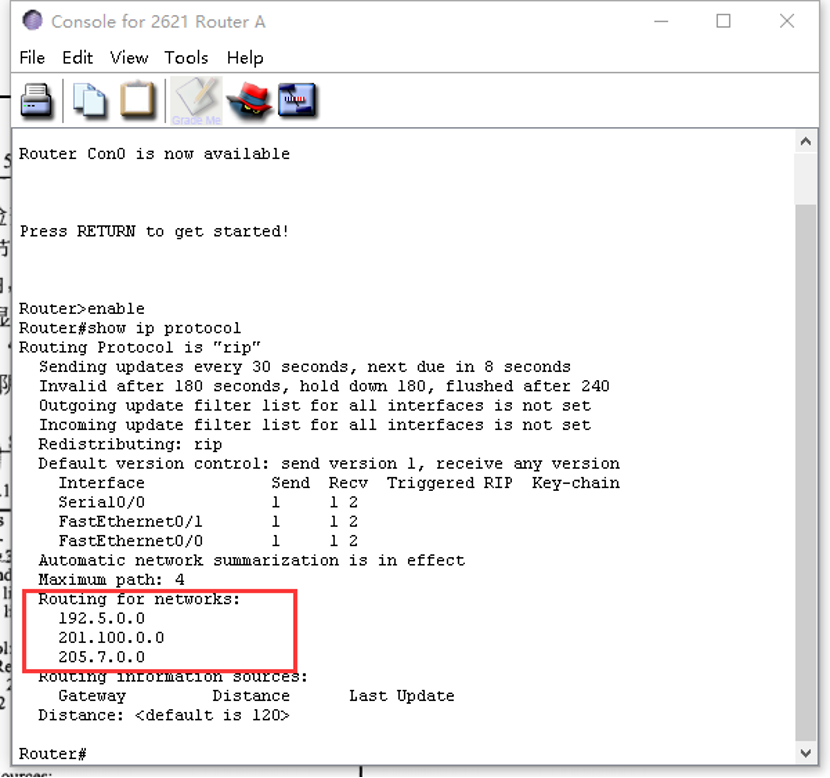 Console for 2621 Router A
File Edit View Tools Help
Grade Me
Router Con0 is now available
Press RETURN to get started!
Router>enable
Router#show ip protocol
Routing Protocol is "rip"
Sending updates every 30 seconds, next due in 8 seconds
Invalid after 180 seconds, hold down 180, flushed after 240
Outgoing update filter list for all interfaces is not set
Incoming update filter list for all interfaces is not set
Redistributing: rip
Default version control: send version 1, receive any version
Interface Send Recv Triggered RIP Key-chain
Serial0/0 1 1 2
FastEthernet0/1 1 1 2
FastEthernet0/0 1 1 2
Automatic network summarization is in effect
Maximum path: 4
Routing for networks:
192.5.0.0
201.100.0.0
205.7.0.0
Routing information sources:
Gateway Distance Last Update
Distance: <default is 120>
Router#